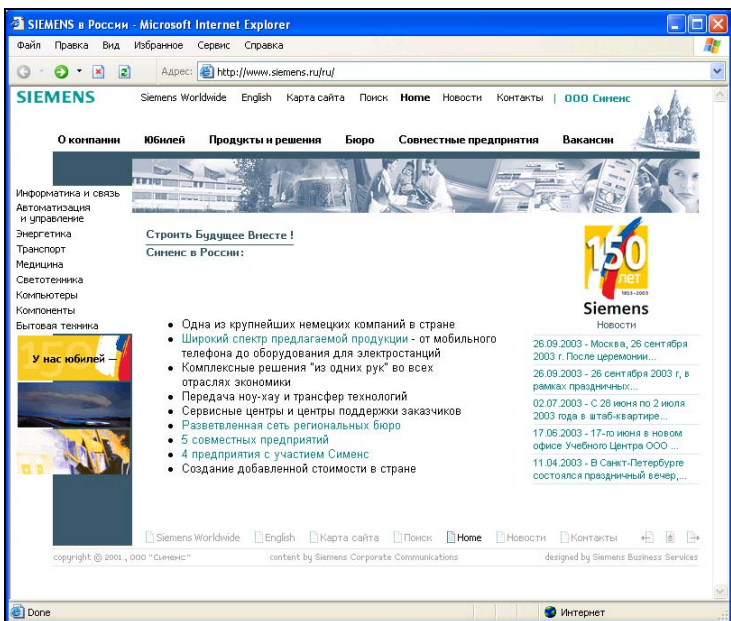 SIEMENS в России - Microsoft Internet Explorer
Файл Правка Вид Избранное Сервис Справка
Адрес: http://www.siemens.ru/ru/
SIEMENS Siemens Worldwide English Карта сайта Поиск Home Новости Контакты | ООО Сименс
О компании Юбилей Продукты и решения Бюро Совместные предприятия Вакансии
Информатика и связь
Автоматизация
и управление
Энергетика
Транспорт
Медицина
Светотехника
Компьютеры
Компоненты
Бытовая техника
150
У нас юбилей —
Строить Будущее Вместе !
Сименс в России:
• Одна из крупнейших немецких компаний в стране
• Широкий спектр предлагаемой продукции - от мобильного
телефона до оборудования для электростанций
• Комплексные решения "из одних рук" во всех
отраслях экономики
• Передача ноу-хау и трансфер технологий
• Сервисные центры и центры поддержки заказчиков
• Разветвленная сеть региональных бюро
• 5 совместных предприятий
• 4 предприятия с участием Сименс
• Создание добавленной стоимости в стране
150
лет
1853-2003
Siemens
Новости
26.09.2003 - Москва, 26 сентября
2003 г. После церемонии...
26.09.2003 - 26 сентября 2003 г, в
рамках праздничных...
02.07.2003 - С 28 июня по 2 июля
2003 года в штаб-квартире...
17.06.2003 - 17-го июня в новом
офисе Учебного Центра ООО ...
11.04.2003 - В Санкт-Петербурге
состоялся праздничный вечер,...
Siemens Worldwide English Карта сайта Поиск Home Новости Контакты
copyright © 2001 , ООО "Сименс" content by Siemens Corporate Communications designed by Siemens Business Services
Done Интернет